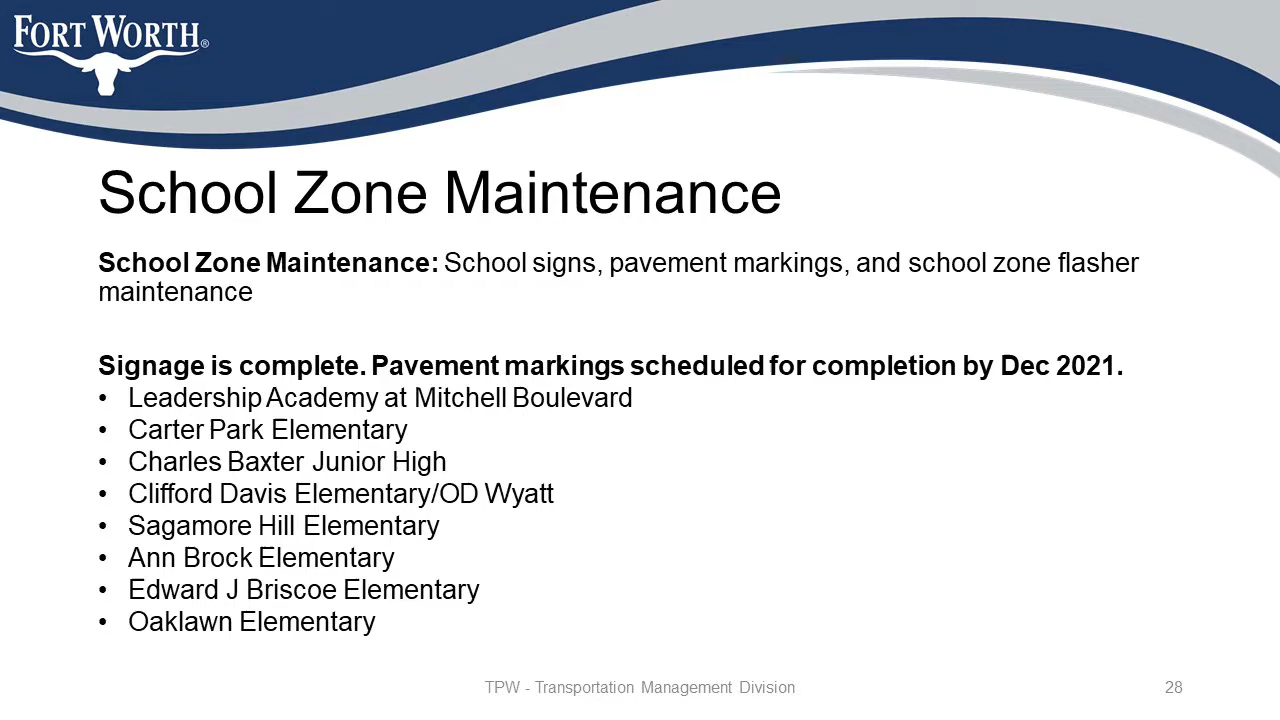 FORT WORTH®
School Zone Maintenance
School Zone Maintenance: School signs, pavement markings, and school zone flasher
maintenance
Signage is complete. Pavement markings scheduled for completion by Dec 2021.
• Leadership Academy at Mitchell Boulevard
• Carter Park Elementary
• Charles Baxter Junior High
• Clifford Davis Elementary/OD Wyatt
• Sagamore Hill Elementary
• Ann Brock Elementary
• Edward J Briscoe Elementary
• Oaklawn Elementary
TPW - Transportation Management Division
28